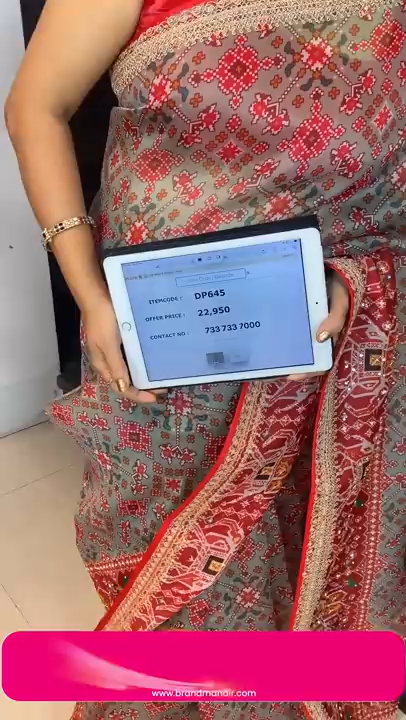 ITEMCODE : DP645
OFFER PRICE : 22,950
CONTACT NO : 733 733 7000
www.brandmandir.com